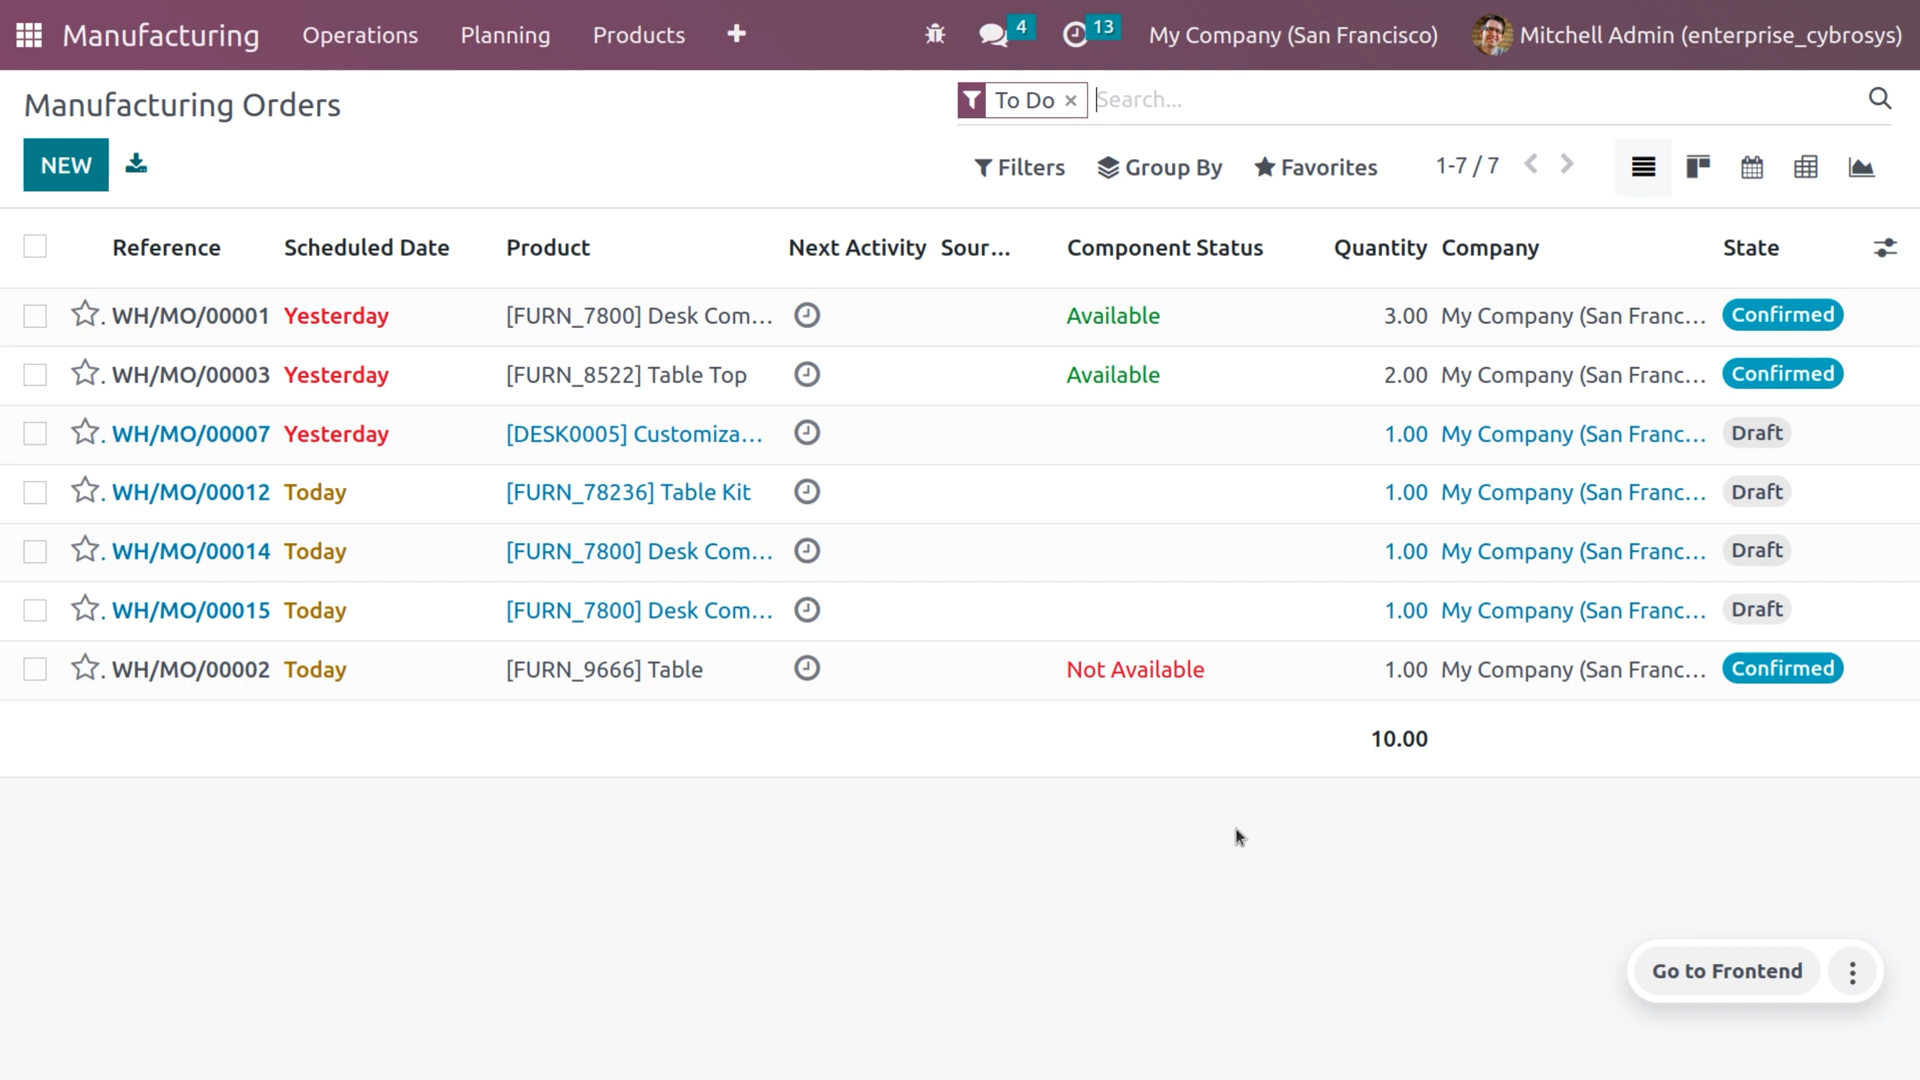 Manufacturing Operations Planning Products 4 13 My Company (San Francisco) Mitchell Admin (enterprise_cybrosys)
Manufacturing Orders To Do × Search...
NEW Filters Group By Favorites 1-7 / 7
Reference Scheduled Date Product Next Activity Sour... Component Status Quantity Company State
WH/MO/00001 Yesterday [FURN_7800] Desk Com... Available 3.00 My Company (San Franc... Confirmed
WH/MO/00003 Yesterday [FURN_8522] Table Top Available 2.00 My Company (San Franc... Confirmed
WH/MO/00007 Yesterday [DESK0005] Customiza... 1.00 My Company (San Franc... Draft
WH/MO/00012 Today [FURN_78236] Table Kit 1.00 My Company (San Franc... Draft
WH/MO/00014 Today [FURN_7800] Desk Com... 1.00 My Company (San Franc... Draft
WH/MO/00015 Today [FURN_7800] Desk Com... 1.00 My Company (San Franc... Draft
WH/MO/00002 Today [FURN_9666] Table Not Available 1.00 My Company (San Franc... Confirmed
10.00
Go to Frontend